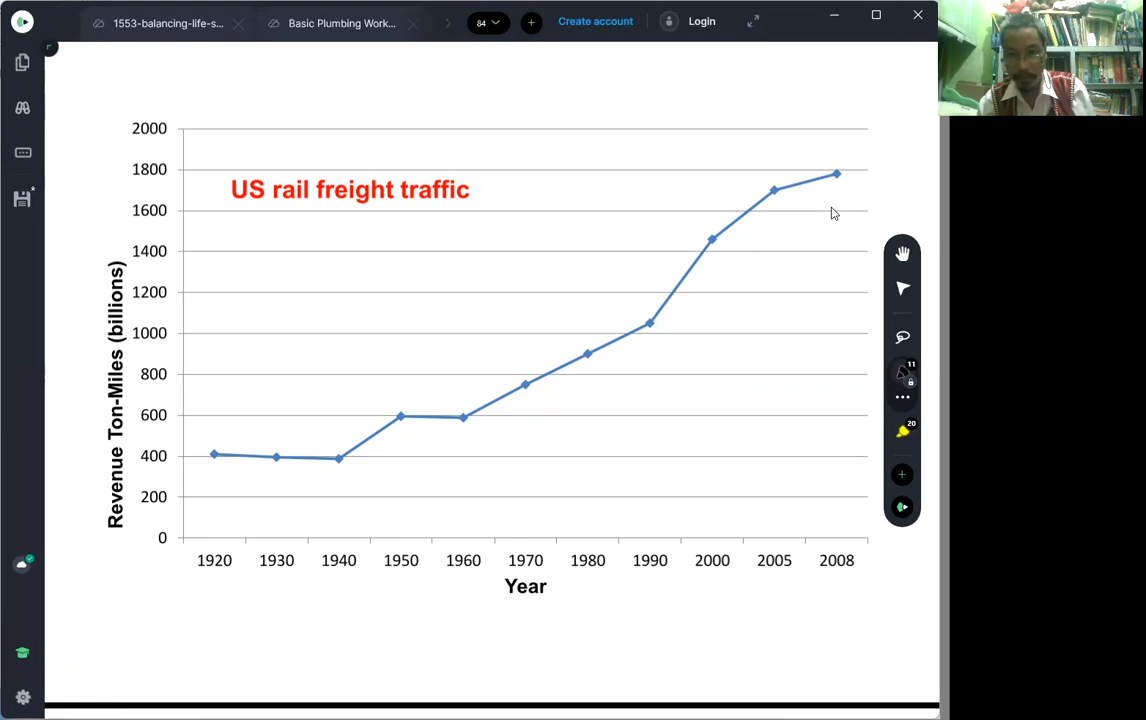 1553-balancing-life-s...
Basic Plumbing Work...
84
Create account
Login
2000
1800
US rail freight traffic
1600
1400
1200
1000
800
600
400
200
0
Revenue Ton-Miles (billions)
1920 1930 1940 1950 1960 1970 1980 1990 2000 2005 2008
Year
11
20